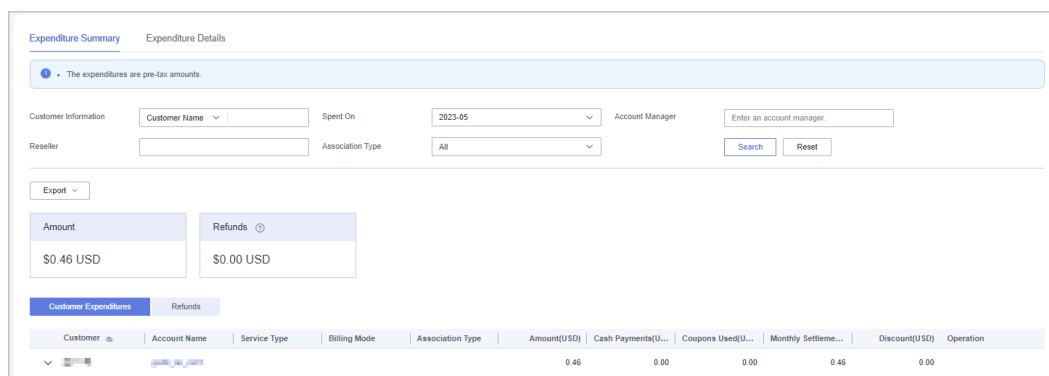 Expenditure Summary Expenditure Details
• The expenditures are pre-tax amounts.
Customer Information Customer Name Spent On 2023-05 Account Manager Enter an account manager.
Reseller Association Type All Search Reset
Export
Amount Refunds
$0.46 USD $0.00 USD
Customer Expenditures Refunds
Customer Account Name Service Type Billing Mode Association Type Amount(USD) Cash Payments(U... Coupons Used(U... Monthly Settleme... Discount(USD) Operation
0.46 0.00 0.00 0.46 0.00